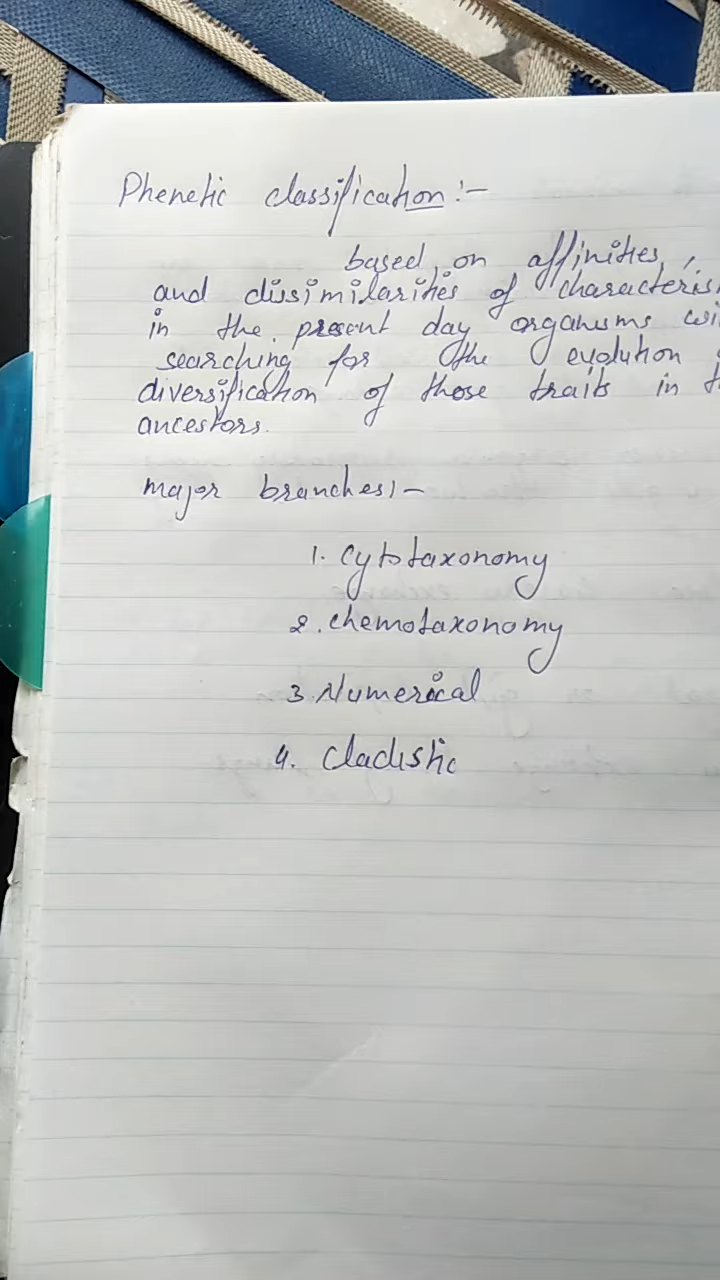 Phenetic classification :-
based on affinities,
and dissimilarities of characteris
in the present day organisms wi
searching for the evolution
diversification of those traits in t
ancestors.
Major branches :-
1. Cytotaxonomy
2. Chemotaxonomy
3. Numerical
4. Cladistic